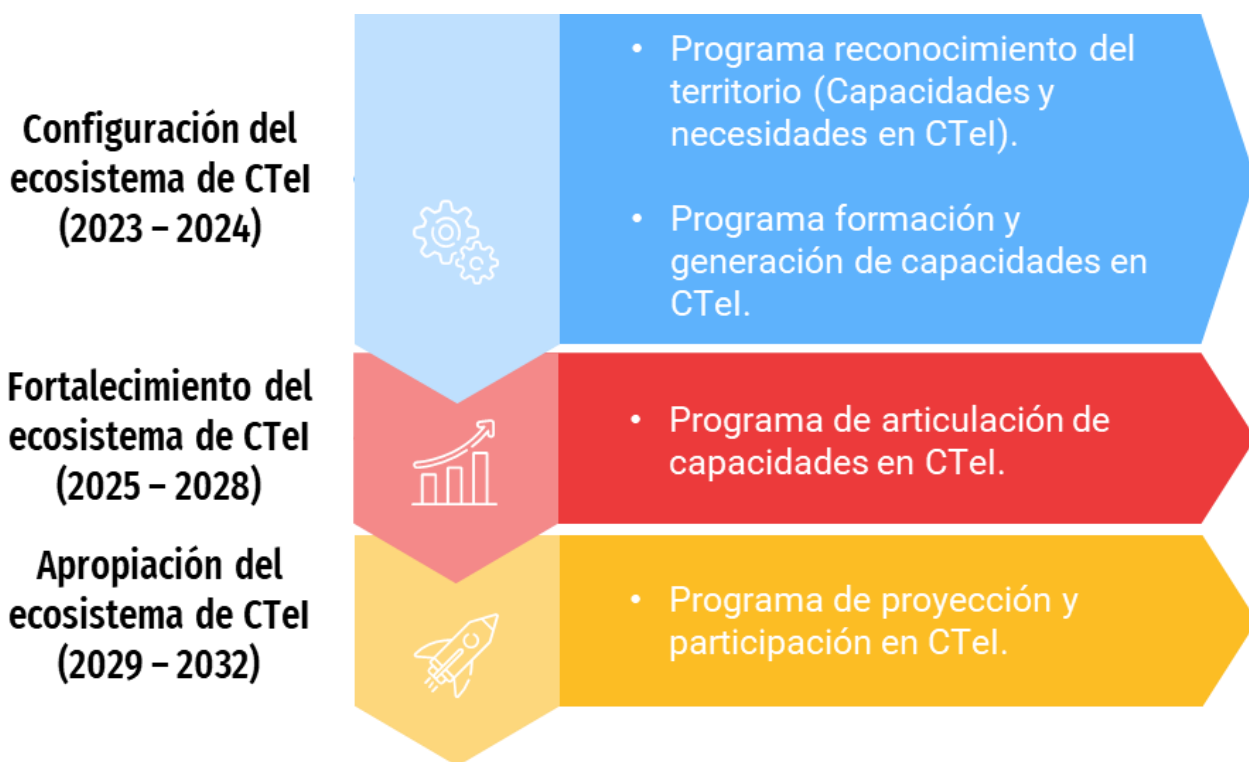 Configuración del
ecosistema de CTeI
(2023 – 2024)
• Programa reconocimiento del
territorio (Capacidades y
necesidades en CTeI).
• Programa formación y
generación de capacidades en
CTeI.
Fortalecimiento del
ecosistema de CTeI
(2025 – 2028)
• Programa de articulación de
capacidades en CTeI.
Apropiación del
ecosistema de CTeI
(2029 – 2032)
• Programa de proyección y
participación en CTeI.